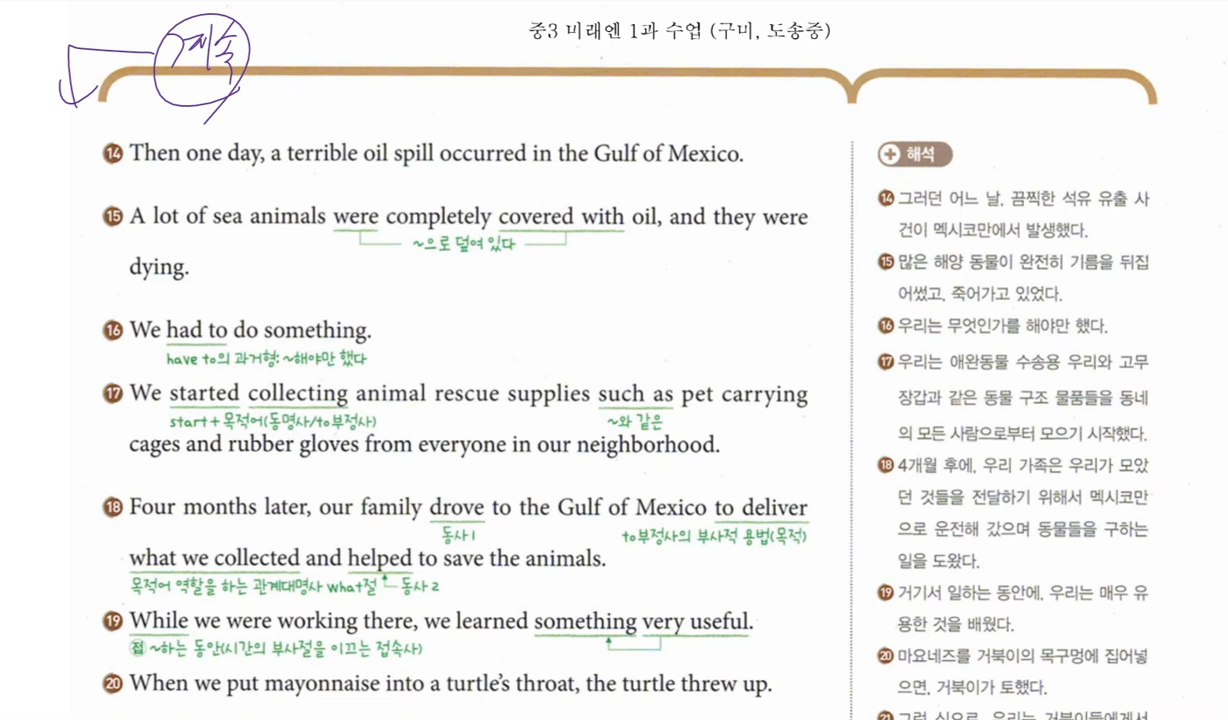 중3 미래엔 1과 수업 (구미, 도송중)
계속
14 Then one day, a terrible oil spill occurred in the Gulf of Mexico.
15 A lot of sea animals were completely covered with oil, and they were
~으로 덮여 있다
dying.
16 We had to do something.
have to의 과거형: ~해야만 했다
17 We started collecting animal rescue supplies such as pet carrying
start+목적어(동명사/to부정사) ~와 같은
cages and rubber gloves from everyone in our neighborhood.
18 Four months later, our family drove to the Gulf of Mexico to deliver
동사1 to부정사의 부사적 용법(목적)
what we collected and helped to save the animals.
목적어 역할을 하는 관계대명사 what절 동사2
19 While we were working there, we learned something very useful.
접 ~하는 동안(시간의 부사절을 이끄는 접속사)
20 When we put mayonnaise into a turtle's throat, the turtle threw up.
+ 해석
14 그러던 어느 날, 끔찍한 석유 유출 사
건이 멕시코만에서 발생했다.
15 많은 해양 동물이 완전히 기름을 뒤집
어썼고, 죽어가고 있었다.
16 우리는 무엇인가를 해야만 했다.
17 우리는 애완동물 수송용 우리와 고무
장갑과 같은 동물 구조 물품들을 동네
의 모든 사람으로부터 모으기 시작했다.
18 4개월 후에, 우리 가족은 우리가 모았
던 것들을 전달하기 위해서 멕시코만
으로 운전해 갔으며 동물들을 구하는
일을 도왔다.
19 거기서 일하는 동안에, 우리는 매우 유
용한 것을 배웠다.
20 마요네즈를 거북이의 목구멍에 집어넣
으면, 거북이가 토했다.
21 그런 식으로, 우리는 거북이들에게서